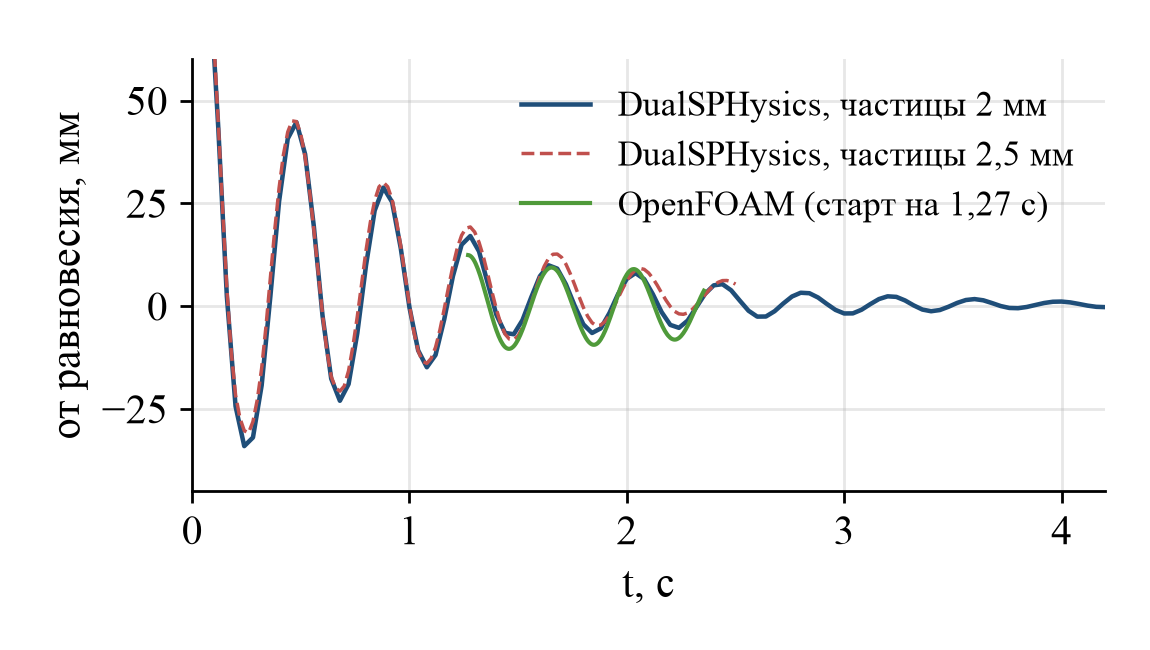 от равновесия, мм
50
25
0
−25
DualSPHysics, частицы 2 мм
DualSPHysics, частицы 2,5 мм
OpenFOAM (старт на 1,27 с)
0 1 2 3 4
t, с